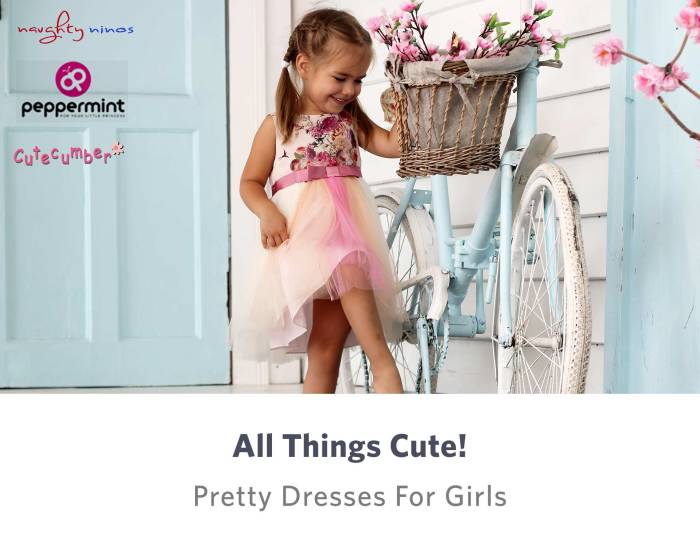 naughty ninos
peppermint
FOR YOUR LITTLE PRINCESS
Cutecumber
All Things Cute!
Pretty Dresses For Girls